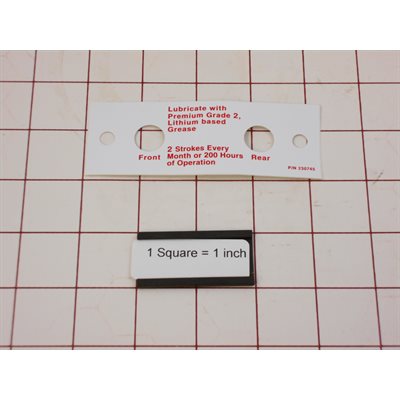 Lubricate with
Premium Grade 2,
Lithium based
Grease
2 Strokes Every
Front Month or 200 Hours Rear
of Operation
P/N 330745
1 Square = 1 inch